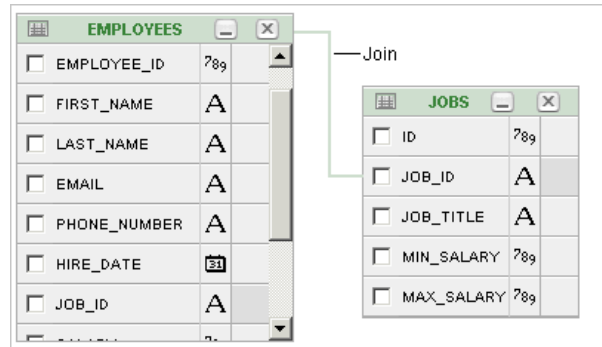 EMPLOYEES
EMPLOYEE_ID 789
FIRST_NAME A
LAST_NAME A
EMAIL A
PHONE_NUMBER A
HIRE_DATE 31
JOB_ID A
Join
JOBS
ID 789
JOB_ID A
JOB_TITLE A
MIN_SALARY 789
MAX_SALARY 789